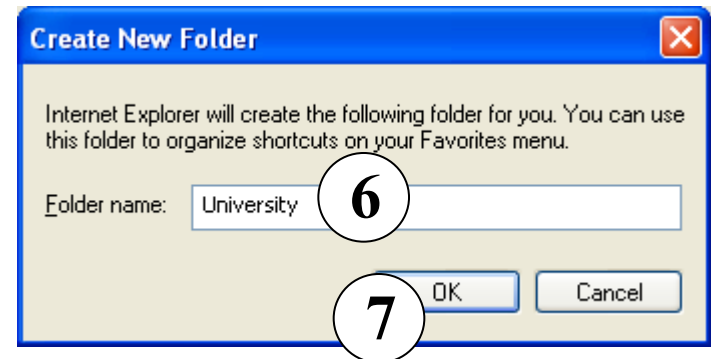 Create New Folder
Internet Explorer will create the following folder for you. You can use
this folder to organize shortcuts on your Favorites menu.
Folder name: University 6
7 OK Cancel